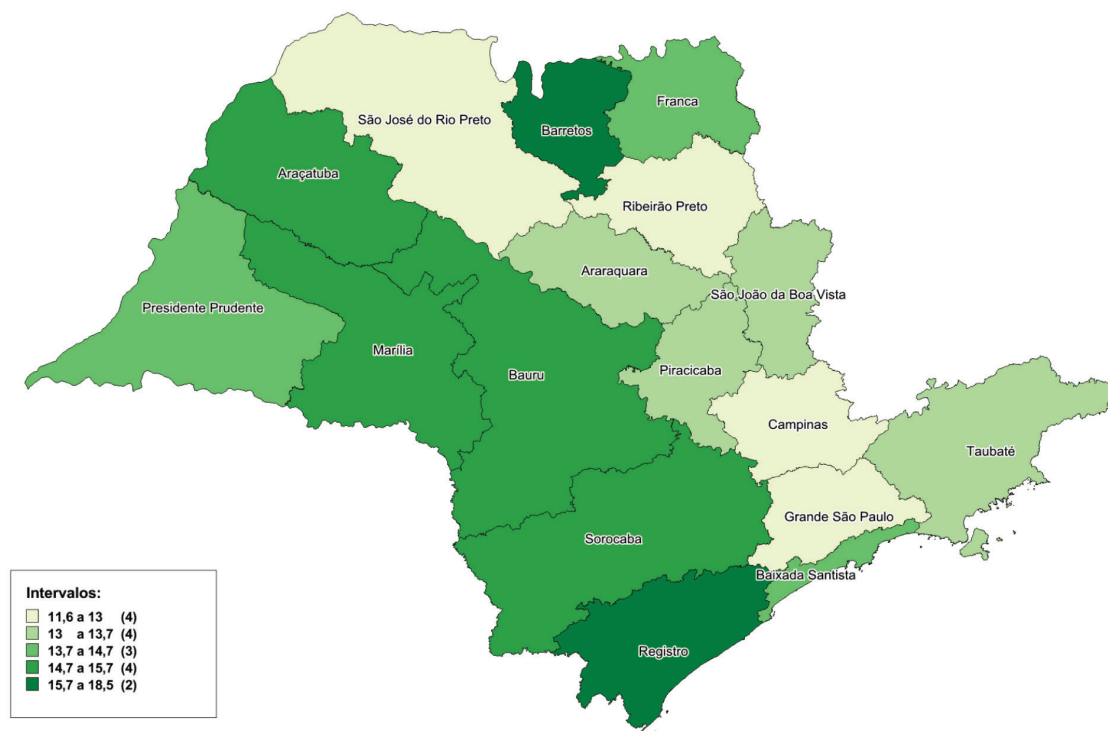 Franca
São José do Rio Preto
Barretos
Araçatuba
Ribeirão Preto
Araraquara
São João da Boa Vista
Presidente Prudente
Marília
Bauru
Piracicaba
Campinas
Taubaté
Grande São Paulo
Sorocaba
Baixada Santista
Registro
Intervalos:
11,6 a 13 (4)
13 a 13,7 (4)
13,7 a 14,7 (3)
14,7 a 15,7 (4)
15,7 a 18,5 (2)